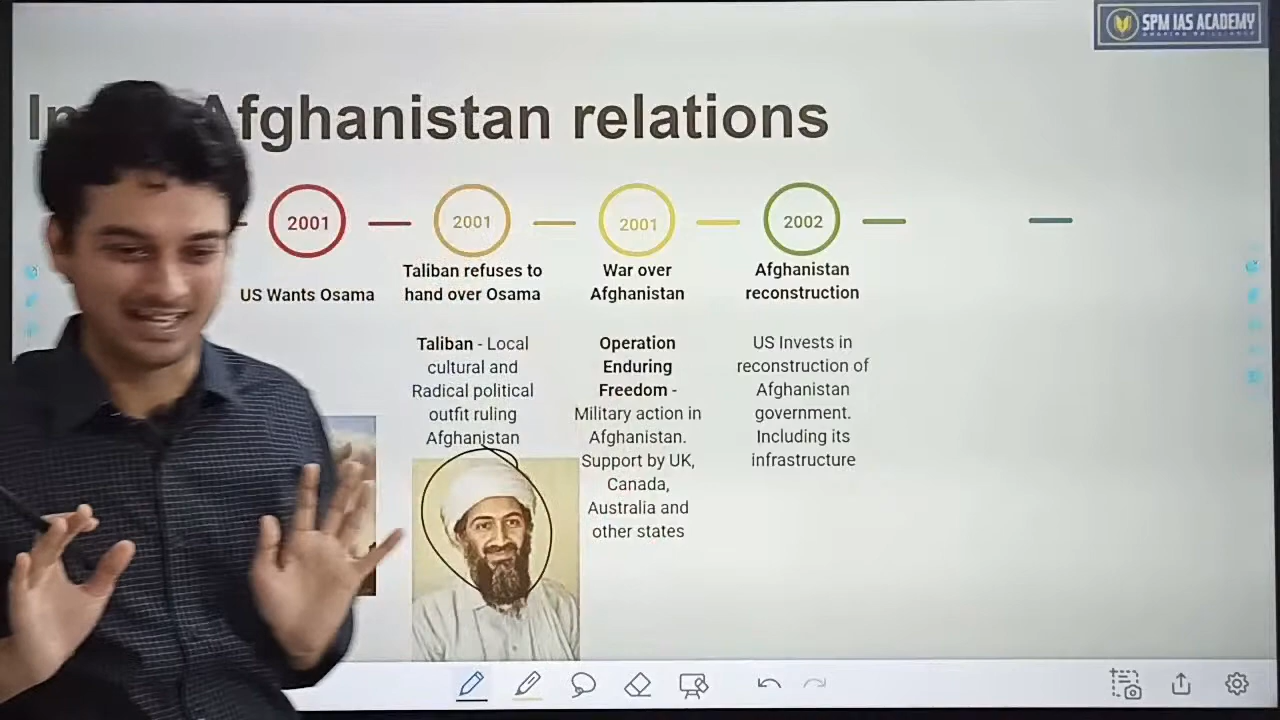 SPM IAS ACADEMY
Afghanistan relations
2001
2001
2001
2002
US Wants Osama
Taliban refuses to
hand over Osama
War over
Afghanistan
Afghanistan
reconstruction
Taliban - Local
cultural and
Radical political
outfit ruling
Afghanistan
Operation
Enduring
Freedom -
Military action in
Afghanistan.
Support by UK,
Canada,
Australia and
other states
US Invests in
reconstruction of
Afghanistan
government.
Including its
infrastructure